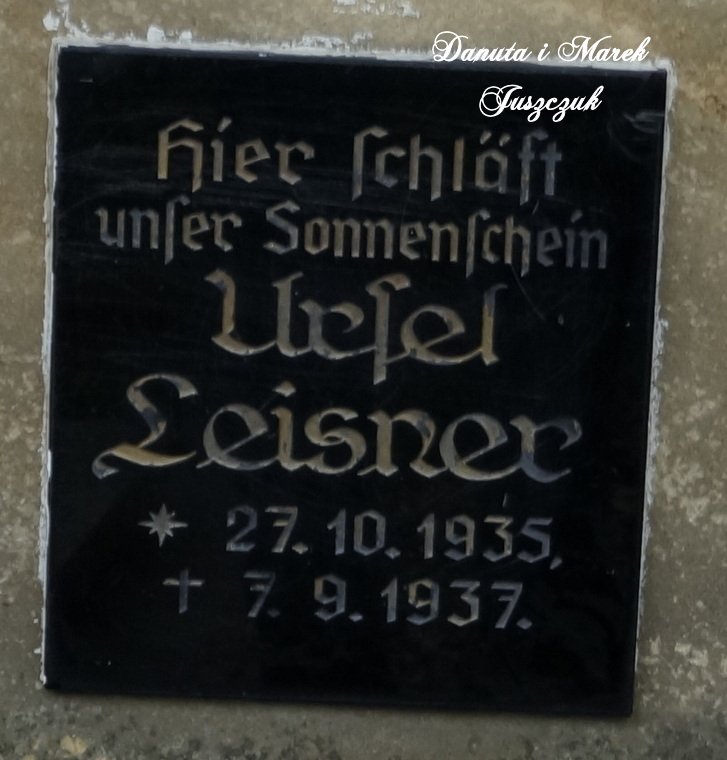 Danuta i Marek
Juszczuk
Hier schläft
unser Sonnenschein
Ursel
Leisner
* 27. 10. 1935,
† 7. 9. 1937.